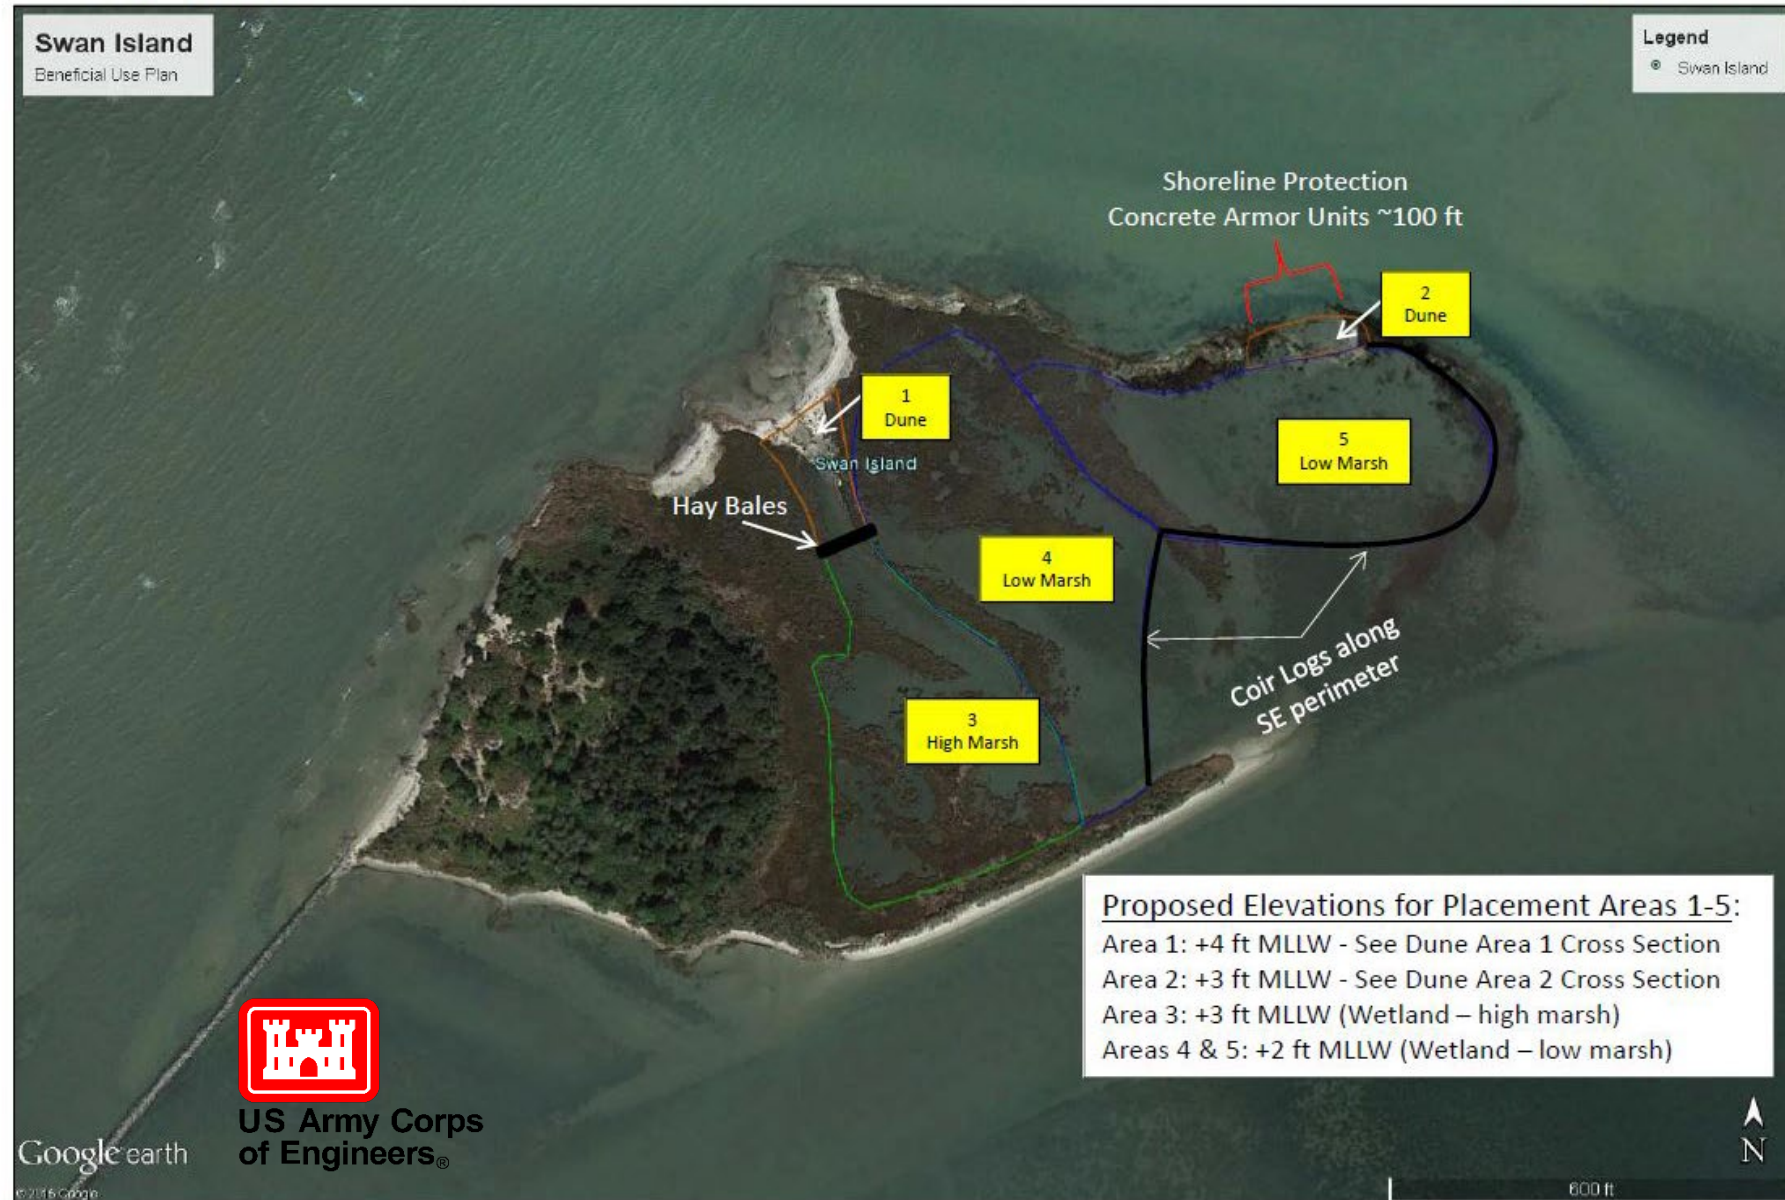 Swan Island
Beneficial Use Plan
Legend
Swan Island
Shoreline Protection
Concrete Armor Units ~100 ft
2
Dune
1
Dune
5
Low Marsh
Swan Island
Hay Bales
4
Low Marsh
Coir Logs along
SE perimeter
3
High Marsh
Proposed Elevations for Placement Areas 1-5:
Area 1: +4 ft MLLW - See Dune Area 1 Cross Section
Area 2: +3 ft MLLW - See Dune Area 2 Cross Section
Area 3: +3 ft MLLW (Wetland – high marsh)
Areas 4 & 5: +2 ft MLLW (Wetland – low marsh)
US Army Corps
of Engineers®
Google earth
© 2016 Google
N
600 ft